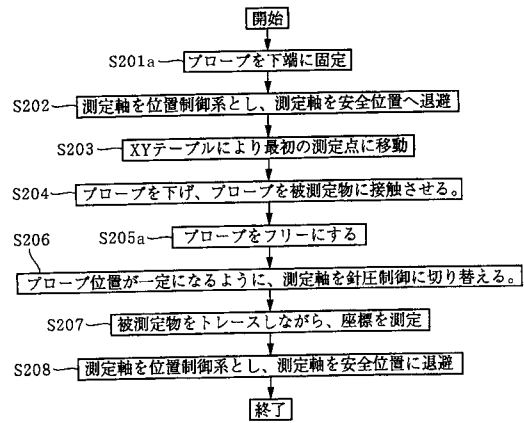 開始
S201a プローブを下端に固定
S202 測定軸を位置制御系とし、測定軸を安全位置へ退避
S203 XYテーブルにより最初の測定点に移動
S204 プローブを下げ、プローブを被測定物に接触させる。
S205a プローブをフリーにする
S206 プローブ位置が一定になるように、測定軸を針圧制御に切り替える。
S207 被測定物をトレースしながら、座標を測定
S208 測定軸を位置制御系とし、測定軸を安全位置に退避
終了